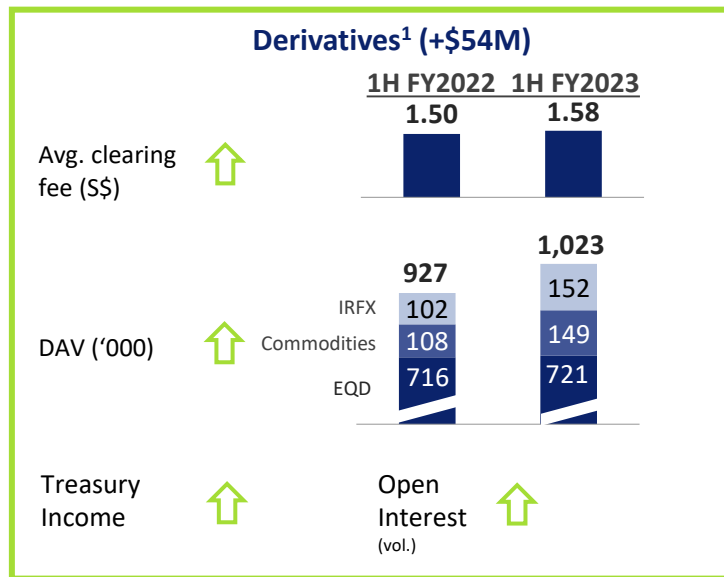 Derivatives¹ (+$54M)
1H FY2022 1H FY2023
1.50 1.58
Avg. clearing
fee (S$)
927 1,023
IRFX 102 152
DAV (‘000) Commodities 108 149
EQD 716 721
Treasury
Income
Open
Interest
(vol.)